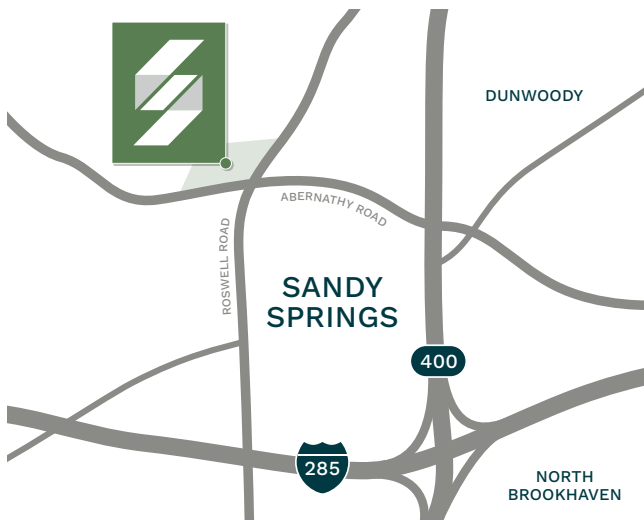 DUNWOODY
ABERNATHY ROAD
ROSWELL ROAD
SANDY
SPRINGS
400
285
NORTH
BROOKHAVEN